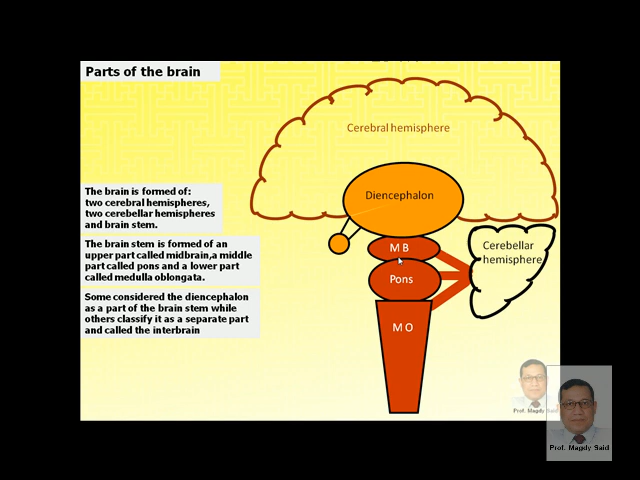 Parts of the brain
Cerebral hemisphere
Diencephalon
The brain is formed of:
two cerebral hemispheres,
two cerebellar hemispheres
and brain stem.
The brain stem is formed of an
upper part called midbrain,a middle
part called pons and a lower part
called medulla oblongata.
Some considered the diencephalon
as a part of the brain stem while
others classify it as a separate part
and called the interbrain
M B
Cerebellar
hemisphere
Pons
M O
Prof. Magdy Said
Prof. Magdy Said